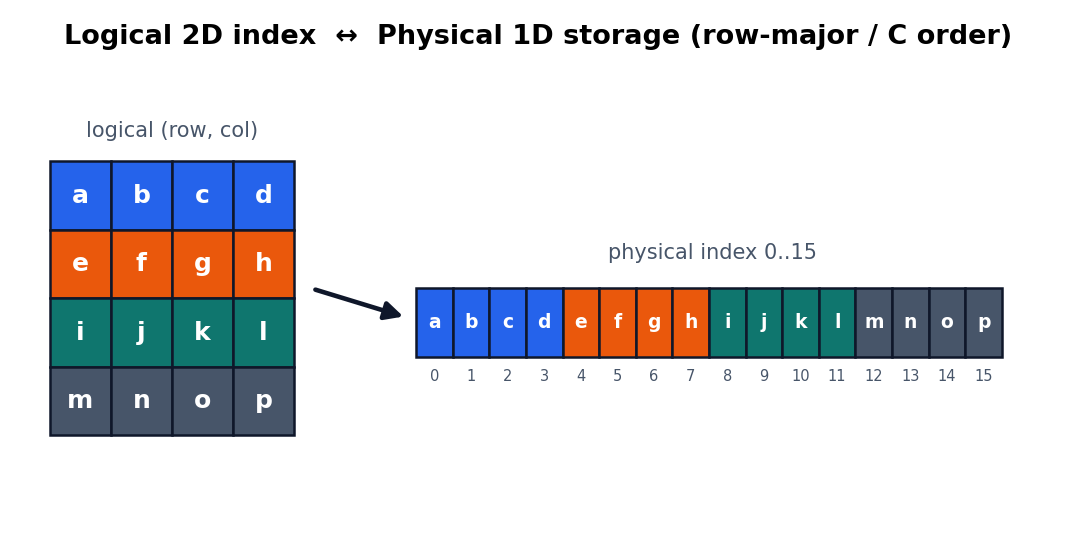 Logical 2D index ↔ Physical 1D storage (row-major / C order)
logical (row, col)
a b c d
e f g h
i j k l
m n o p
physical index 0..15
a b c d e f g h i j k l m n o p
0 1 2 3 4 5 6 7 8 9 10 11 12 13 14 15